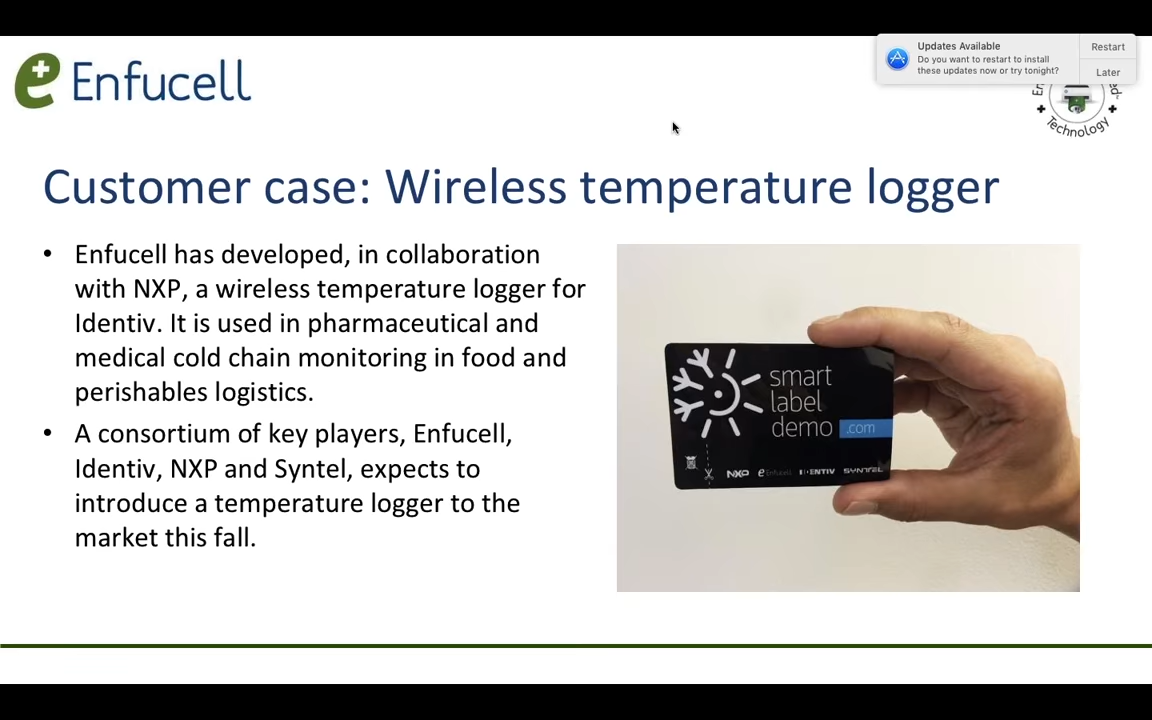 Enfucell
Updates Available
Do you want to restart to install
these updates now or try tonight?
Restart
Later
Technology
Customer case: Wireless temperature logger
• Enfucell has developed, in collaboration
with NXP, a wireless temperature logger for
Identiv. It is used in pharmaceutical and
medical cold chain monitoring in food and
perishables logistics.
• A consortium of key players, Enfucell,
Identiv, NXP and Syntel, expects to
introduce a temperature logger to the
market this fall.
smart
label
demo .com
NXP Enfucell IDENTIV SYNTEL